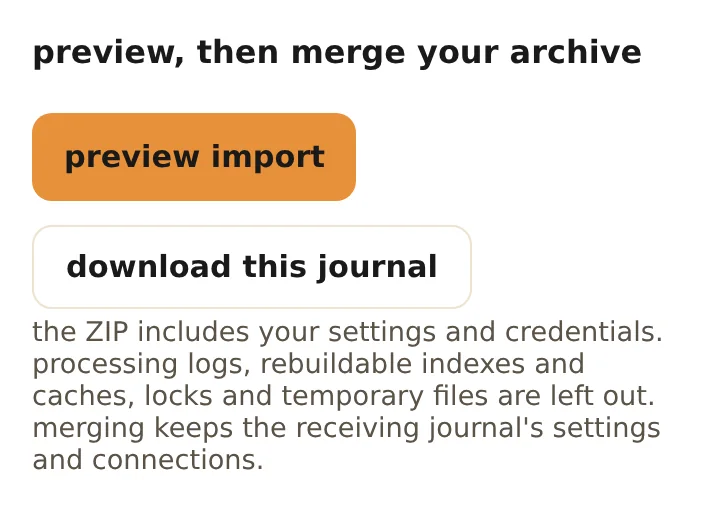 preview, then merge your archive
preview import
download this journal
the ZIP includes your settings and credentials.
processing logs, rebuildable indexes and
caches, locks and temporary files are left out.
merging keeps the receiving journal's settings
and connections.